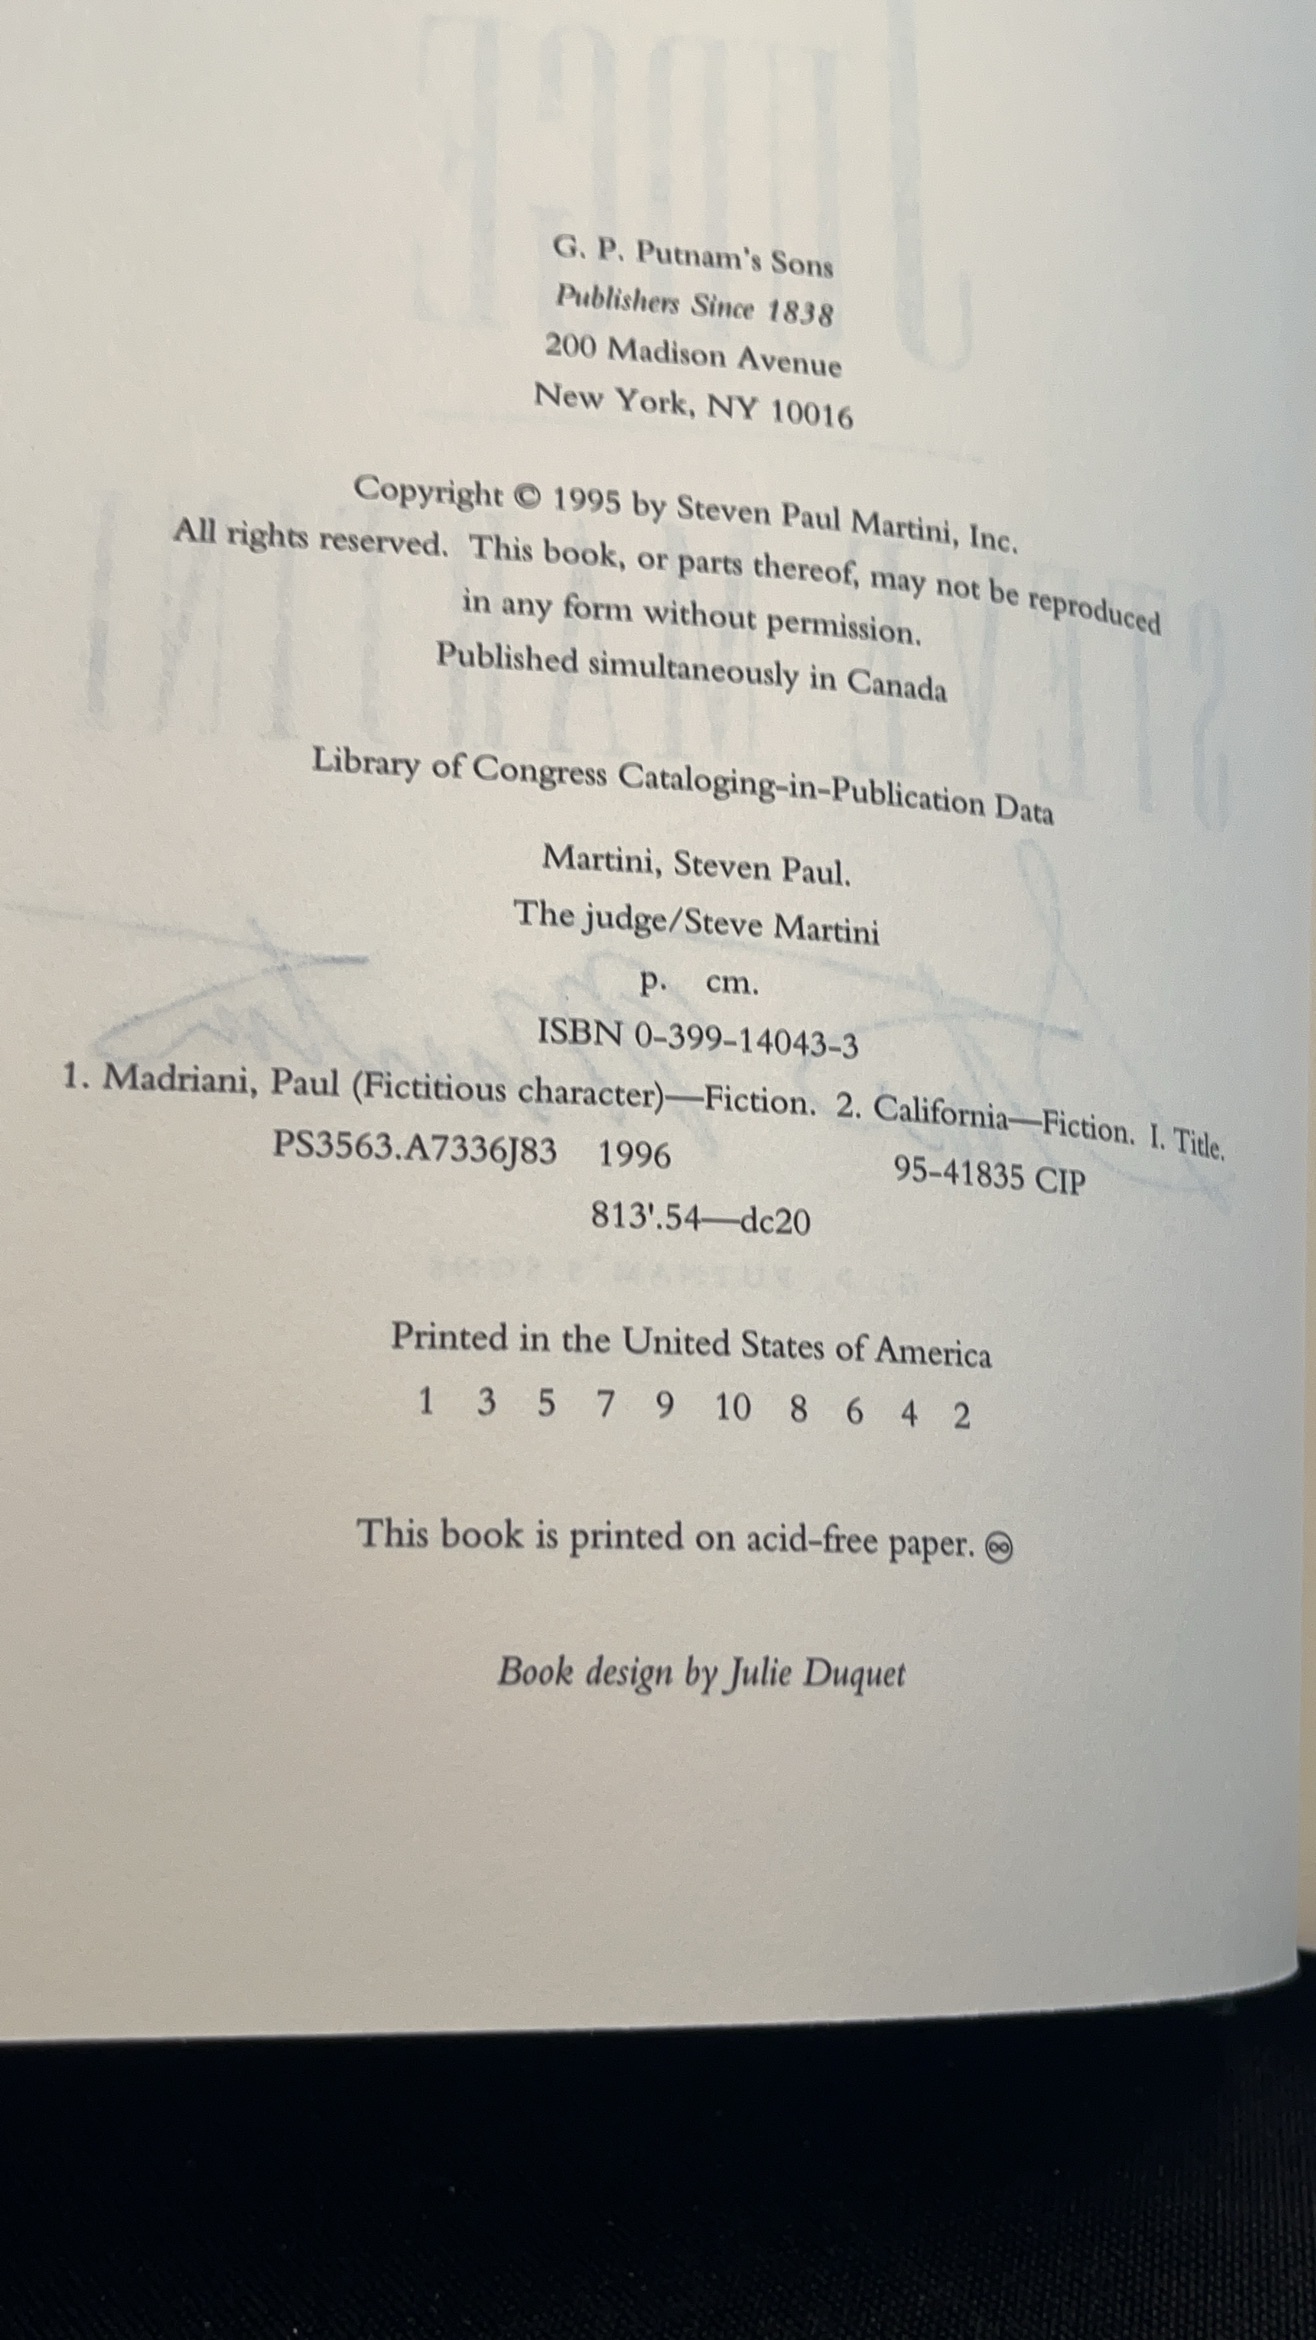 G. P. Putnam's Sons
Publishers Since 1838
200 Madison Avenue
New York, NY 10016
Copyright © 1995 by Steven Paul Martini, Inc.
All rights reserved. This book, or parts thereof, may not be reproduced
in any form without permission.
Published simultaneously in Canada
Library of Congress Cataloging-in-Publication Data
Martini, Steven Paul.
The judge/Steve Martini
p. cm.
ISBN 0-399-14043-3
1. Madriani, Paul (Fictitious character)—Fiction. 2. California—Fiction. I. Title.
PS3563.A7336J83 1996 95-41835 CIP
813'.54—dc20
Printed in the United States of America
1 3 5 7 9 10 8 6 4 2
This book is printed on acid-free paper. ♾
Book design by Julie Duquet